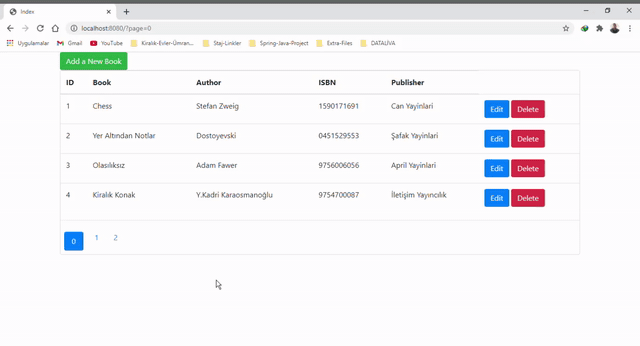 Index
localhost:8080/?page=0
Uygulamalar Gmail YouTube Kiralık-Evler-Ümran... Staj-Linkler Spring-Java-Project Extra-Files DATALİVA
Add a New Book
ID Book Author ISBN Publisher
1 Chess Stefan Zweig 1590171691 Can Yayinlari Edit Delete
2 Yer Altından Notlar Dostoyevski 0451529553 Şafak Yayinlari Edit Delete
3 Olasılıksız Adam Fawer 9756006056 April Yayinlari Edit Delete
4 Kiralık Konak Y.Kadri Karaosmanoğlu 9754700087 İletişim Yayıncılık Edit Delete
0 1 2